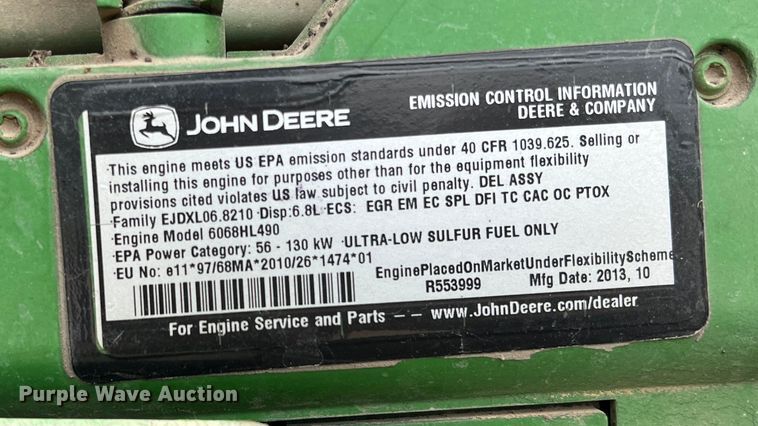 JOHN DEERE
EMISSION CONTROL INFORMATION
DEERE & COMPANY
This engine meets US EPA emission standards under 40 CFR 1039.625. Selling or
installing this engine for purposes other than for the equipment flexibility
provisions cited violates US law subject to civil penalty. DEL ASSY
Family EJDXL06.8210 Disp:6.8L ECS: EGR EM EC SPL DFI TC CAC OC PTOX
Engine Model 6068HL490
EPA Power Category: 56 - 130 kW ULTRA-LOW SULFUR FUEL ONLY
EU No: e11*97/68MA*2010/26*1474*01
EnginePlacedOnMarketUnderFlexibilityScheme
R553999 Mfg Date: 2013, 10
For Engine Service and Parts — www.JohnDeere.com/dealer
Purple Wave Auction